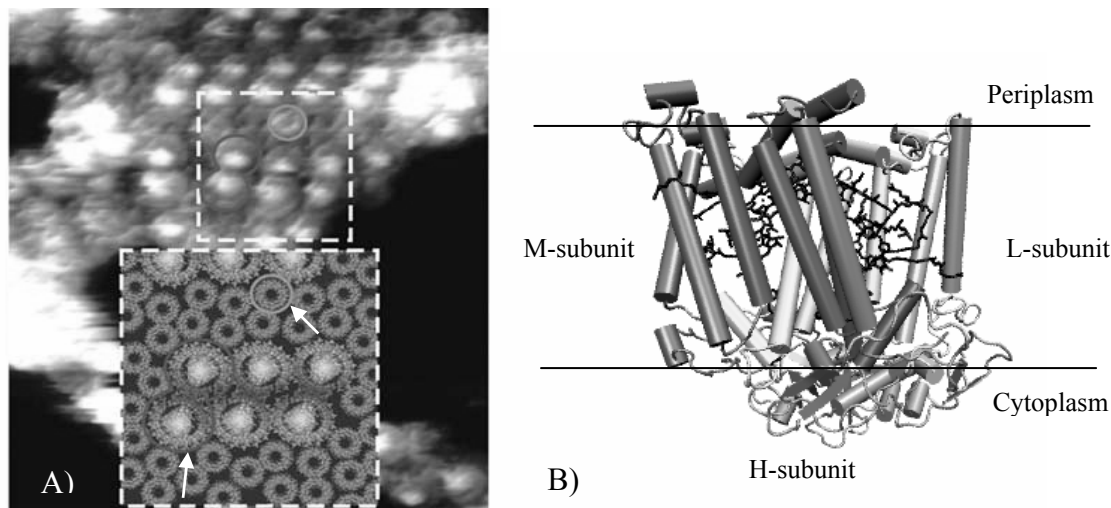 A)
Periplasm
M-subunit
L-subunit
Cytoplasm
H-subunit
B)